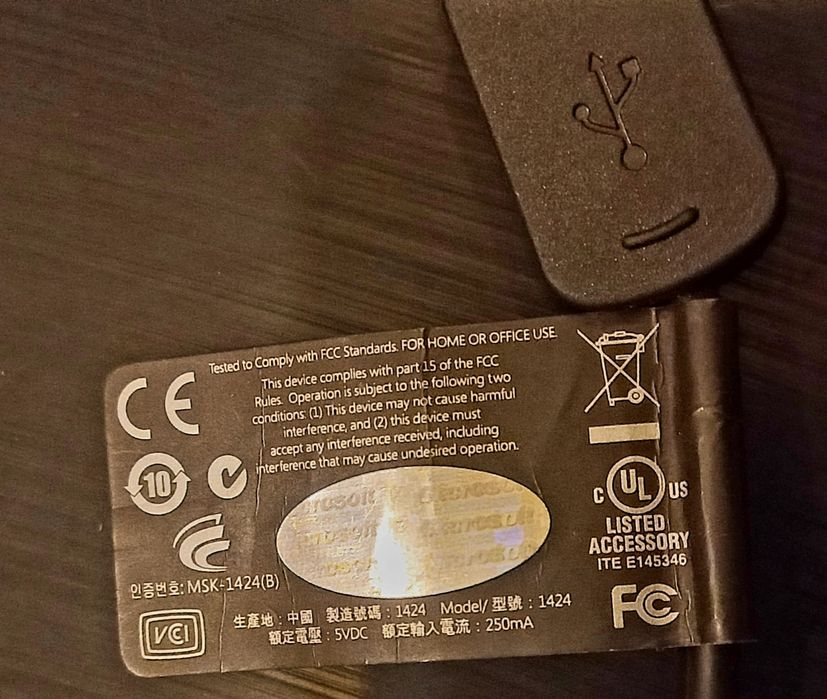 Tested to Comply with FCC Standards. FOR HOME OR OFFICE USE.
This device complies with part 15 of the FCC
Rules. Operation is subject to the following two
conditions: (1) This device may not cause harmful
interference, and (2) this device must
accept any interference received, including
interference that may cause undesired operation.
CE
10
인증번호: MSK-1424(B)
VCI
生產地：中國 製造號碼：1424 Model/ 型號：1424
額定電壓：5VDC 額定輸入電流：250mA
C UL US
LISTED
ACCESSORY
ITE E145346
FC